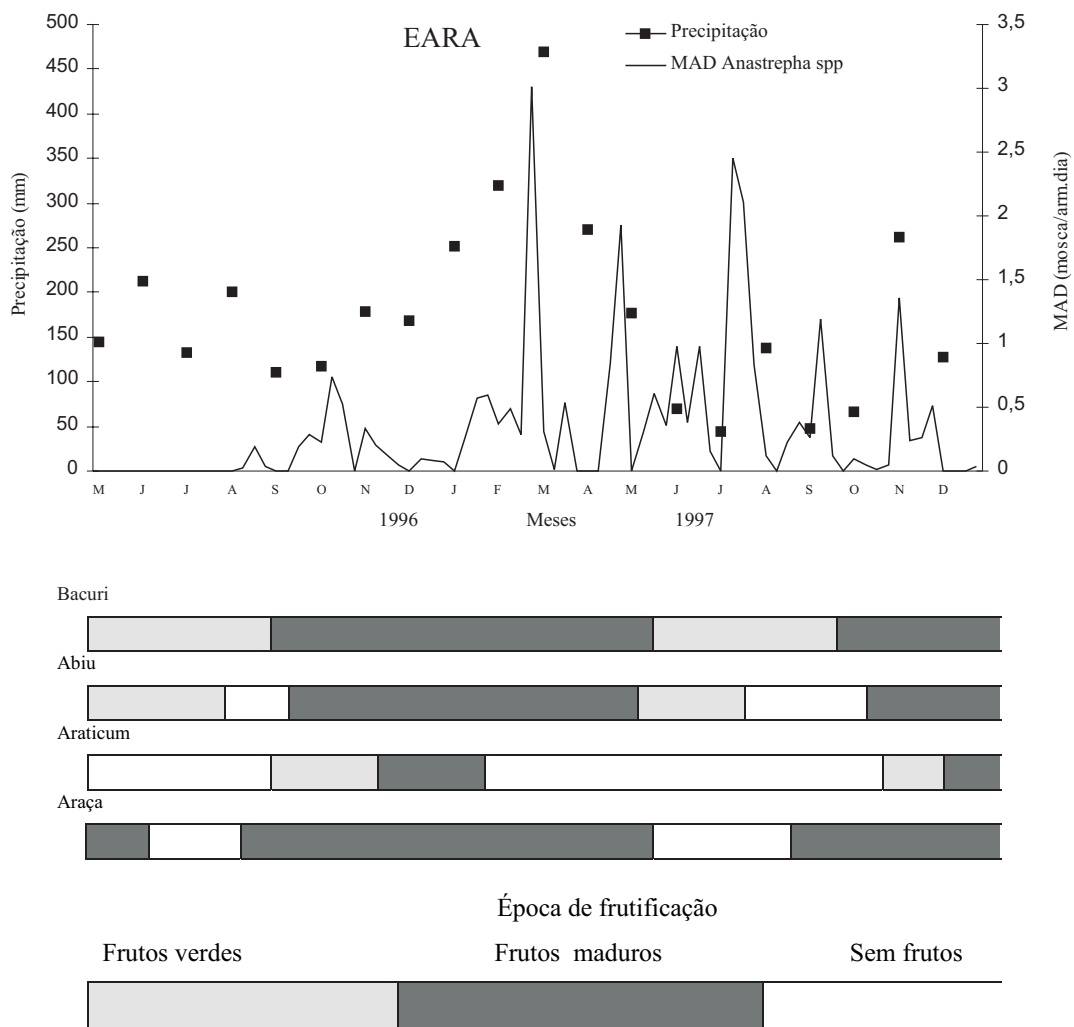 EARA
Precipitação
MAD Anastrepha spp
Precipitação (mm)
500
450
400
350
300
250
200
150
100
50
0
3,5
3
2,5
2
1,5
1
0,5
0
MAD (mosca/arm.dia)
M J J A S O N D J F M A M J J A S O N D
1996 Meses 1997
Bacuri
Abiu
Araticum
Araça
Época de frutificação
Frutos verdes Frutos maduros Sem frutos